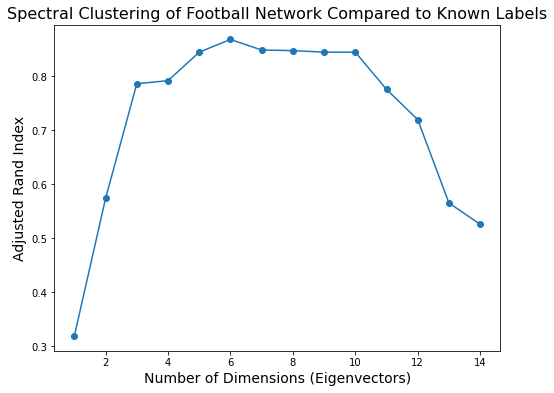 Spectral Clustering of Football Network Compared to Known Labels
Adjusted Rand Index
0.8
0.7
0.6
0.5
0.4
0.3
2 4 6 8 10 12 14
Number of Dimensions (Eigenvectors)